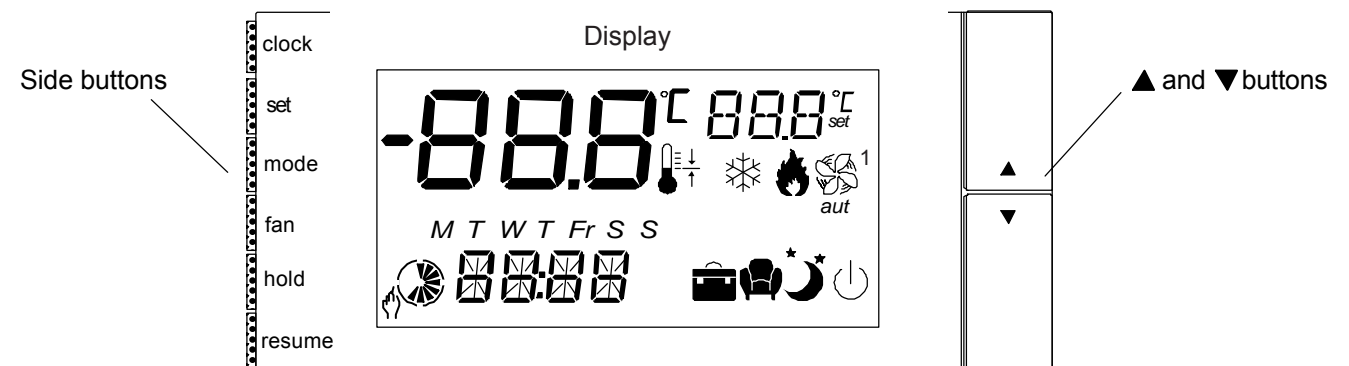 Display
Side buttons
clock
set
mode
fan
hold
resume
-88.8°C 88.8°C
set
1
aut
M T W T Fr S S
88:88
▲ and ▼ buttons
▲
▼